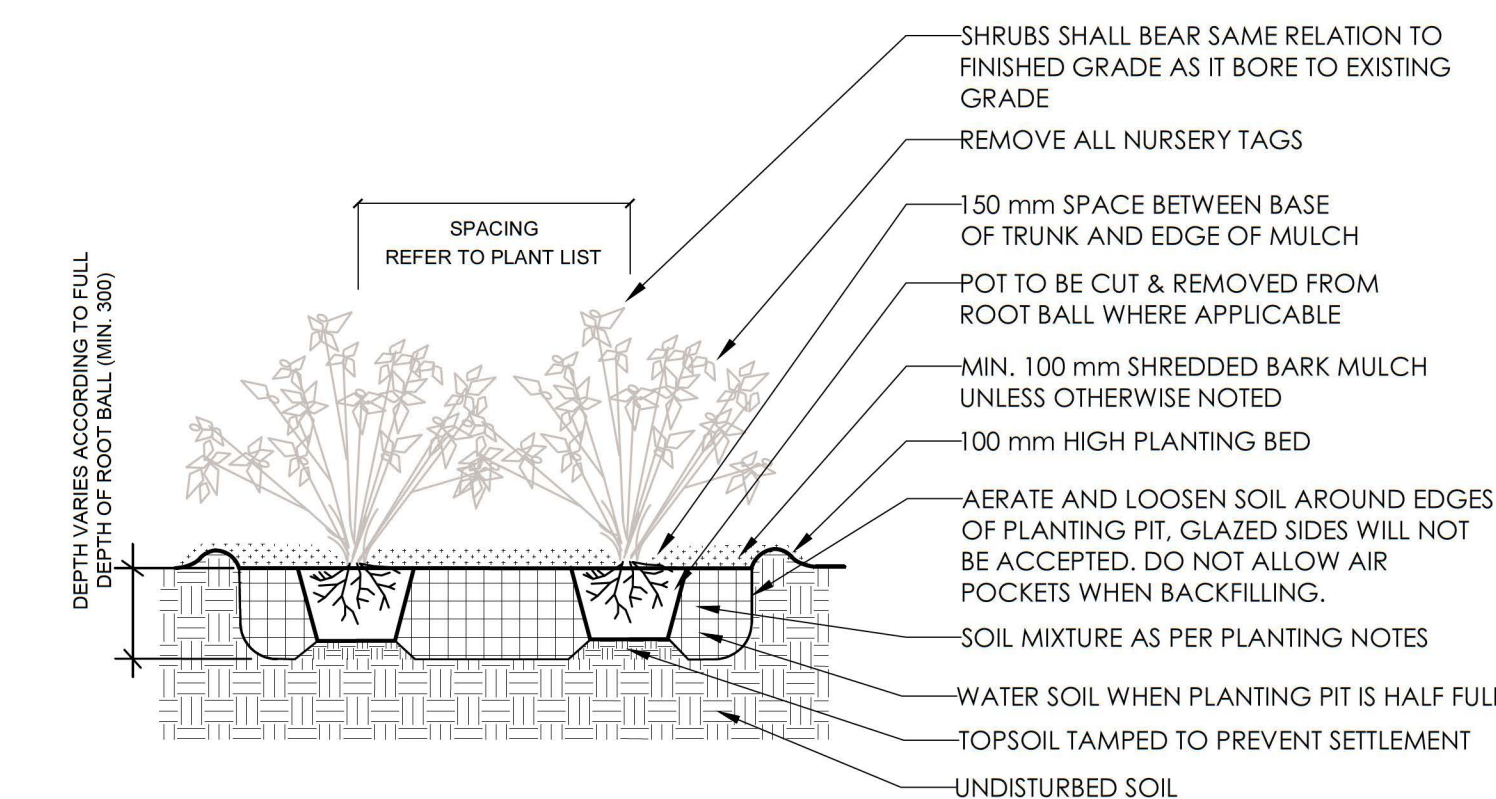 SHRUBS SHALL BEAR SAME RELATION TO
FINISHED GRADE AS IT BORE TO EXISTING
GRADE
REMOVE ALL NURSERY TAGS
150 mm SPACE BETWEEN BASE
OF TRUNK AND EDGE OF MULCH
SPACING
REFER TO PLANT LIST
POT TO BE CUT & REMOVED FROM
ROOT BALL WHERE APPLICABLE
DEPTH VARIES ACCORDING TO FULL
DEPTH OF ROOT BALL (MIN. 300)
MIN. 100 mm SHREDDED BARK MULCH
UNLESS OTHERWISE NOTED
100 mm HIGH PLANTING BED
AERATE AND LOOSEN SOIL AROUND EDGES
OF PLANTING PIT, GLAZED SIDES WILL NOT
BE ACCEPTED. DO NOT ALLOW AIR
POCKETS WHEN BACKFILLING.
SOIL MIXTURE AS PER PLANTING NOTES
WATER SOIL WHEN PLANTING PIT IS HALF FULL
TOPSOIL TAMPED TO PREVENT SETTLEMENT
UNDISTURBED SOIL